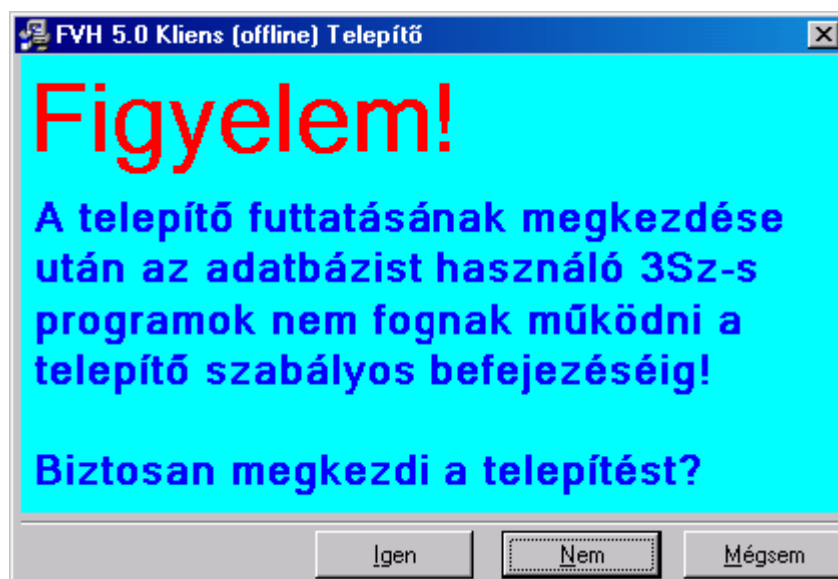 FVH 5.0 Kliens (offline) Telepítő
Figyelem!
A telepítő futtatásának megkezdése
után az adatbázist használó 3Sz-s
programok nem fognak működni a
telepítő szabályos befejezéséig!
Biztosan megkezdi a telepítést?
Igen Nem Mégsem